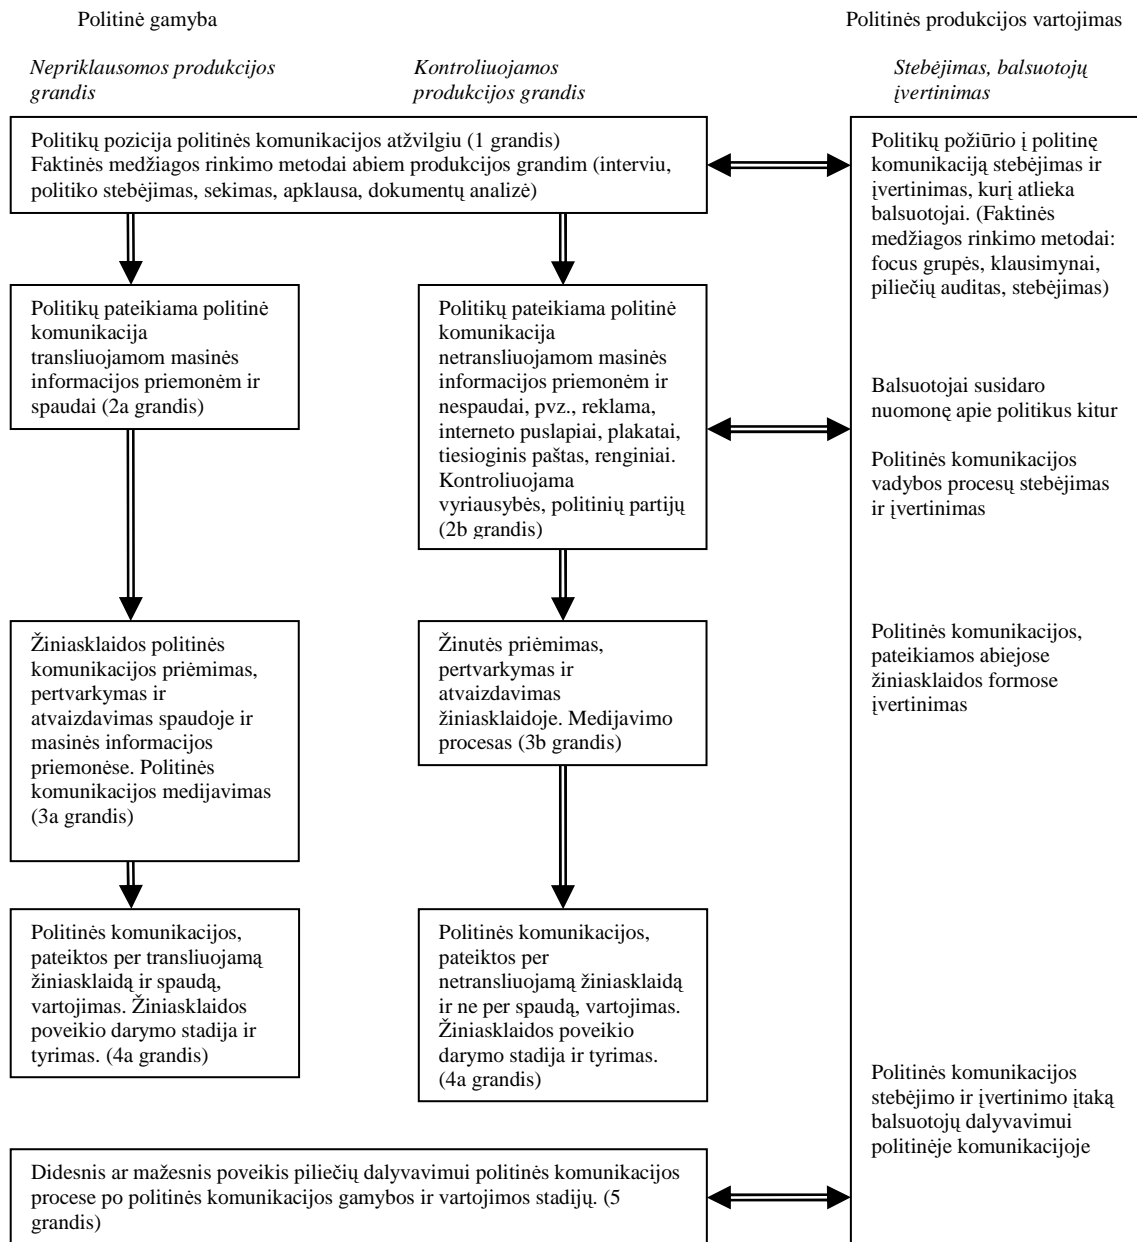 Politinė gamyba
Politinės produkcijos vartojimas
Nepriklausomos produkcijos
grandis
Kontroliuojamos
produkcijos grandis
Stebėjimas, balsuotojų
įvertinimas
Politikų pozicija politinės komunikacijos atžvilgiu (1 grandis)
Faktinės medžiagos rinkimo metodai abiem produkcijos grandim (interviu,
politiko stebėjimas, sekimas, apklausa, dokumentų analizė)
Politikų požiūrio į politinę
komunikaciją stebėjimas ir
įvertinimas, kurį atlieka
balsuotojai. (Faktinės
medžiagos rinkimo metodai:
focus grupės, klausimynai,
piliečių auditas, stebėjimas)
Politikų pateikiama politinė
komunikacija
transliuojamom masinės
informacijos priemonėm ir
spaudai (2a grandis)
Politikų pateikiama politinė
komunikacija
netransliuojamom masinės
informacijos priemonėm ir
nespaudai, pvz., reklama,
interneto puslapiai, plakatai,
tiesioginis paštas, renginiai.
Kontroliuojama
vyriausybės, politinių partijų
(2b grandis)
Balsuotojai susidaro
nuomonę apie politikus kitur
Politinės komunikacijos
vadybos procesų stebėjimas
ir įvertinimas
Žiniasklaidos politinės
komunikacijos priėmimas,
pertvarkymas ir
atvaizdavimas spaudoje ir
masinės informacijos
priemonėse. Politinės
komunikacijos medijavimas
(3a grandis)
Žinutės priėmimas,
pertvarkymas ir
atvaizdavimas
žiniasklaidoje. Medijavimo
procesas (3b grandis)
Politinės komunikacijos,
pateikiamos abiejose
žiniasklaidos formose
įvertinimas
Politinės komunikacijos,
pateiktos per transliuojamą
žiniasklaidą ir spaudą,
vartojimas. Žiniasklaidos
poveikio darymo stadija ir
tyrimas. (4a grandis)
Politinės komunikacijos,
pateiktos per
netransliuojamą žiniasklaidą
ir ne per spaudą, vartojimas.
Žiniasklaidos poveikio
darymo stadija ir tyrimas.
(4a grandis)
Politinės komunikacijos
stebėjimo ir įvertinimo įtaką
balsuotojų dalyvavimui
politinėje komunikacijoje
Didesnis ar mažesnis poveikis piliečių dalyvavimui politinės komunikacijos
procese po politinės komunikacijos gamybos ir vartojimos stadijų. (5
grandis)